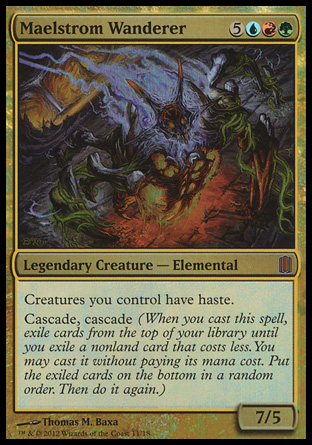 Maelstrom Wanderer 5
Legendary Creature — Elemental
Creatures you control have haste.
Cascade, cascade (When you cast this spell,
exile cards from the top of your library until
you exile a nonland card that costs less. You
may cast it without paying its mana cost. Put
the exiled cards on the bottom in a random
order. Then do it again.)
7/5
Thomas M. Baxa
™ & © 2012 Wizards of the Coast 11/18